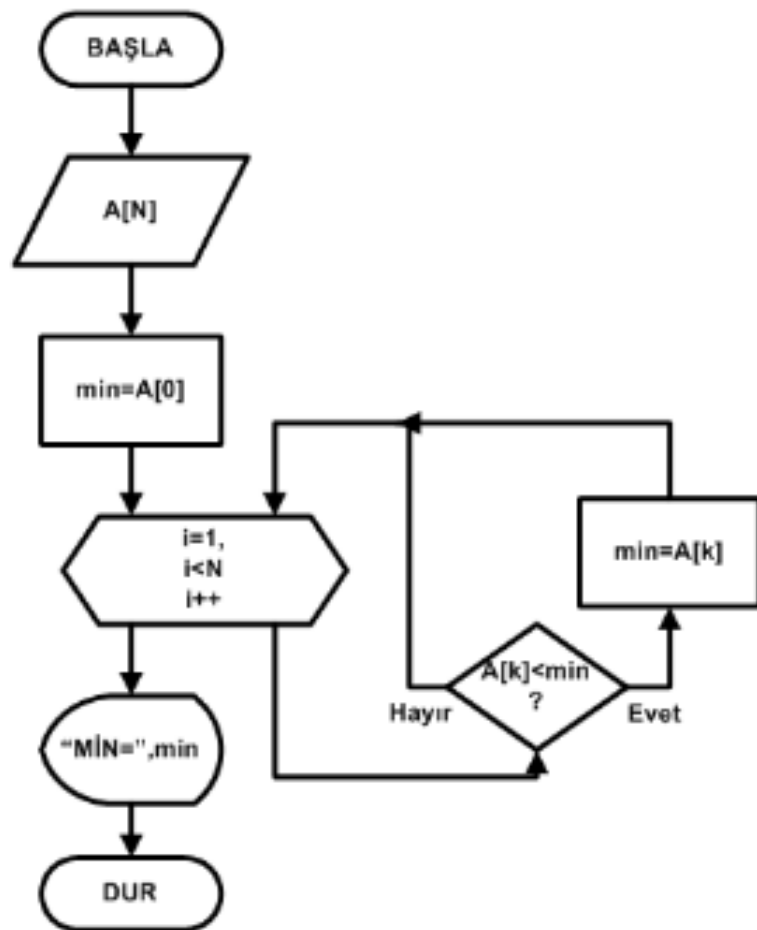 BAŞLA
A[N]
min=A[0]
i=1,
i<N
i++
min=A[k]
A[k]<min
?
Hayır
Evet
“MİN=”,min
DUR